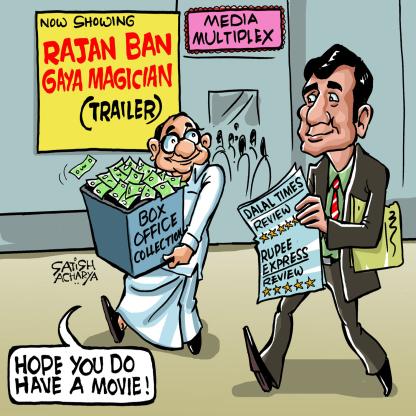 NOW SHOWING
RAJAN BAN
GAYA MAGICIAN
(TRAILER)
MEDIA
MULTIPLEX
BOX
OFFICE
COLLECTION
DALAL TIMES
REVIEW
RUPEE
EXPRESS
REVIEW
SATISH
ACHARYA
HOPE YOU DO
HAVE A MOVIE!